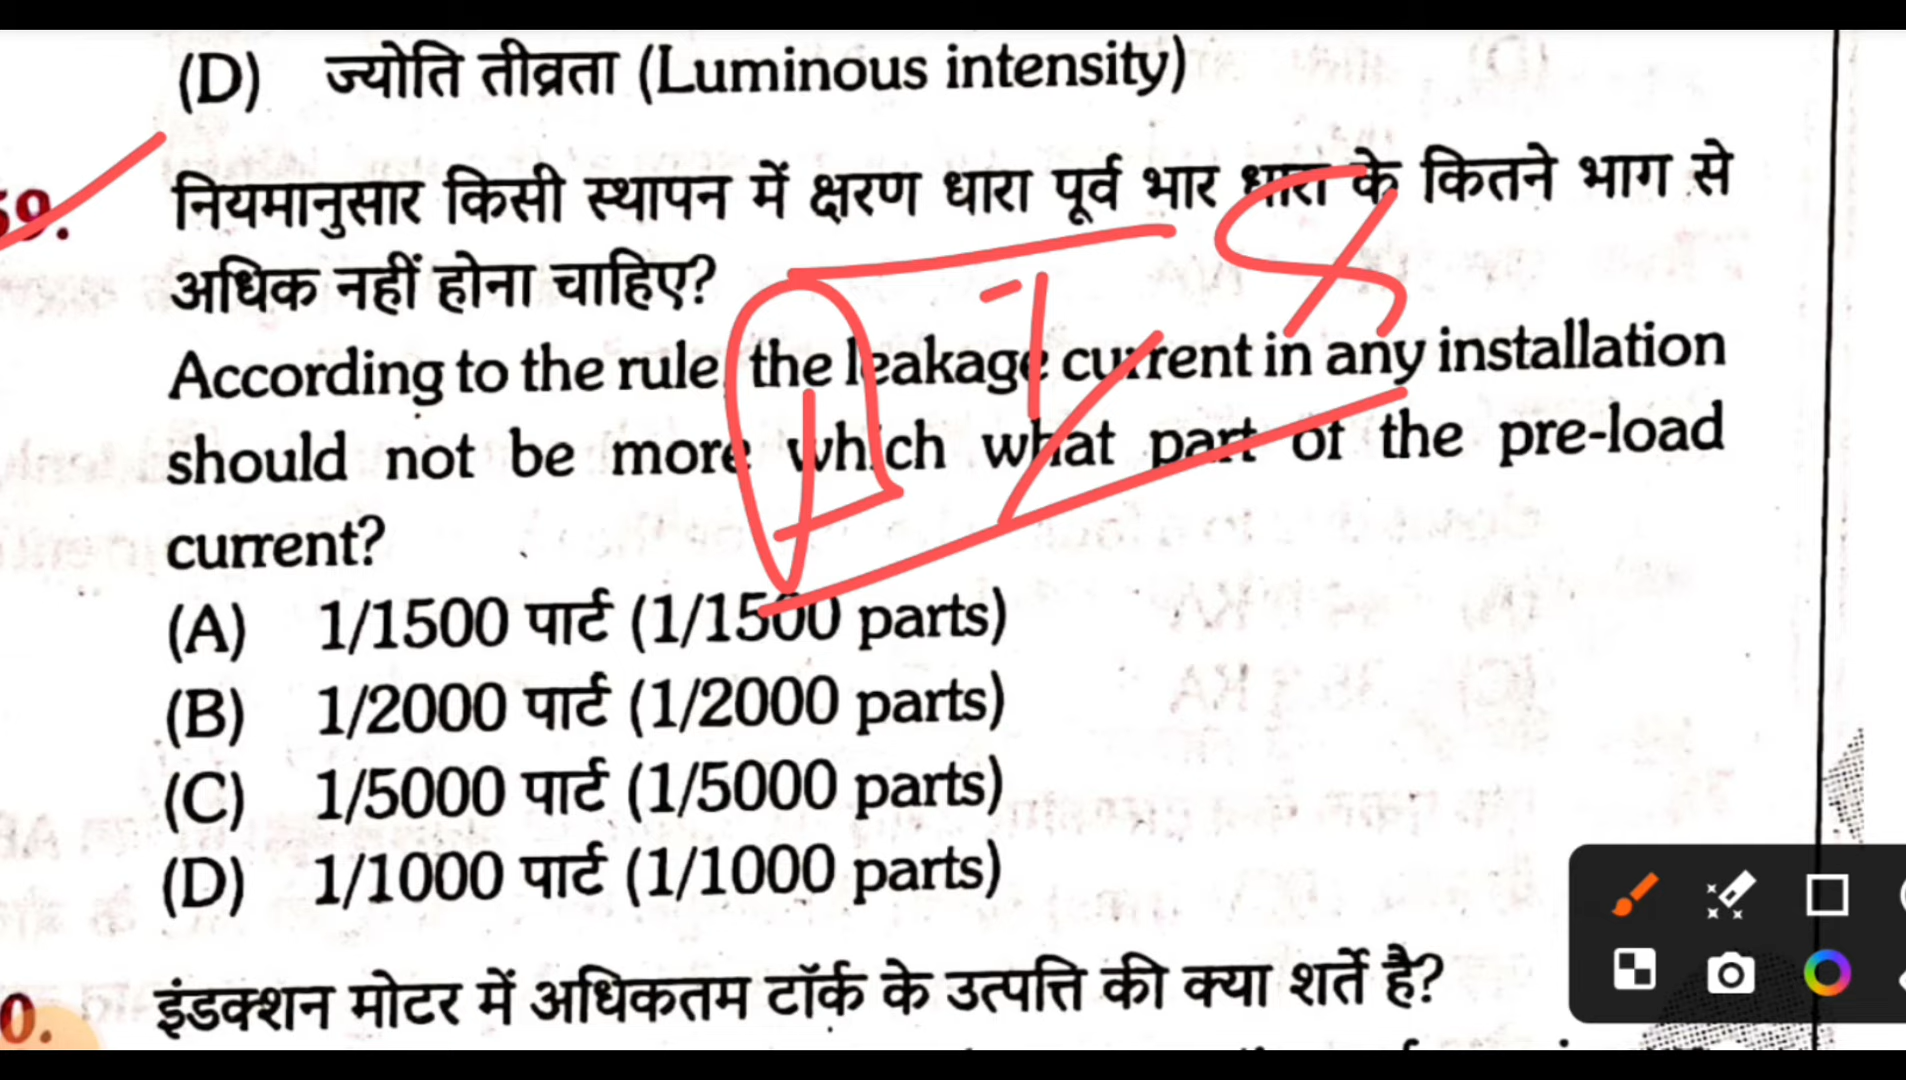 (D) ज्योति तीव्रता (Luminous intensity)
59. नियमानुसार किसी स्थापन में क्षरण धारा पूर्व भार धारा के कितने भाग से
अधिक नहीं होना चाहिए?
According to the rule, the leakage current in any installation
should not be more which what part of the pre-load
current?
(A) 1/1500 पार्ट (1/1500 parts)
(B) 1/2000 पार्ट (1/2000 parts)
(C) 1/5000 पार्ट (1/5000 parts)
(D) 1/1000 पार्ट (1/1000 parts)
0. इंडक्शन मोटर में अधिकतम टॉर्क के उत्पत्ति की क्या शर्ते है?